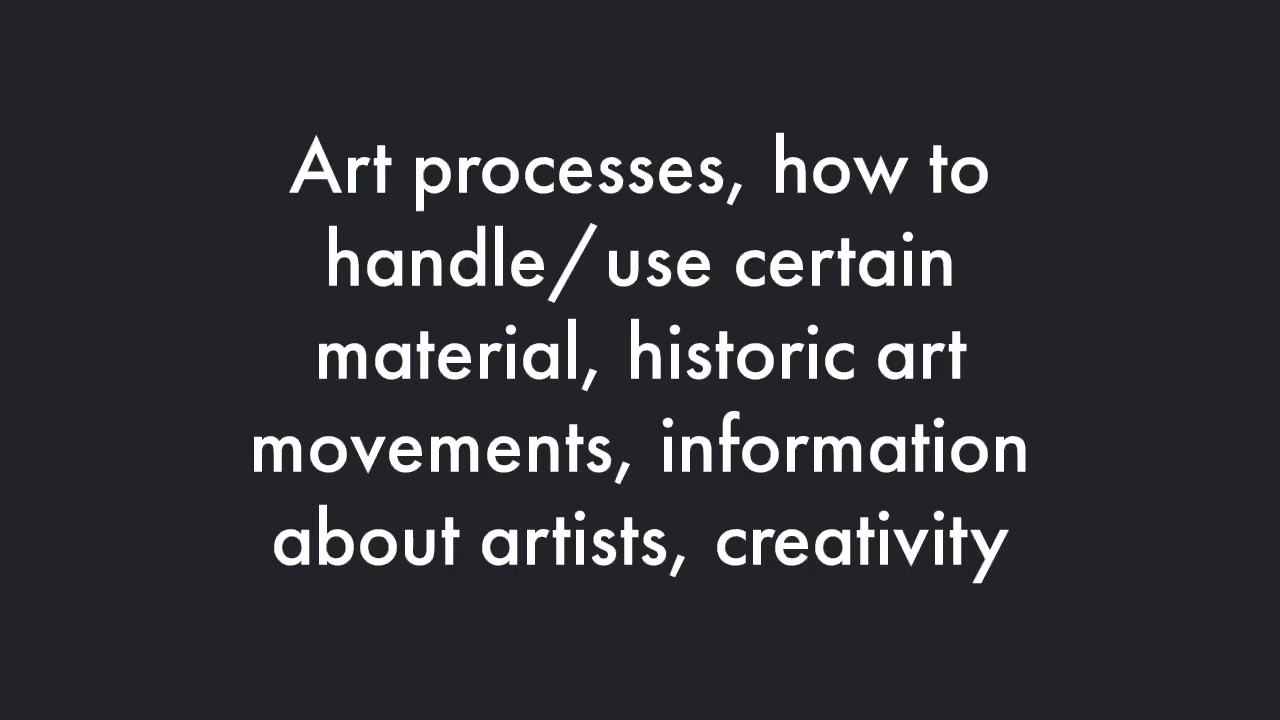 Art processes, how to
handle/use certain
material, historic art
movements, information
about artists, creativity